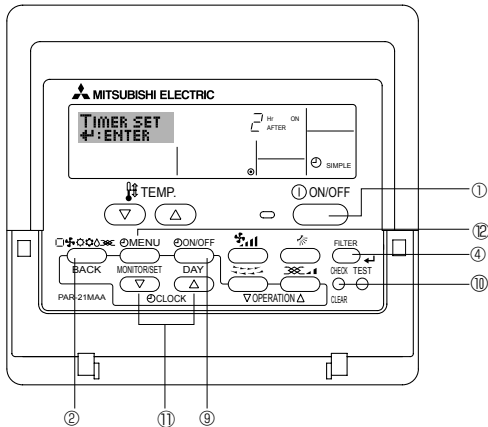 MITSUBISHI ELECTRIC
TIMER SET
↵:ENTER
2 Hr ON
AFTER
SIMPLE
TEMP.
ON/OFF
MENU
ON/OFF
FILTER
BACK
MONITOR/SET
DAY
CHECK TEST
PAR-21MAA
CLOCK
▽OPERATION△
CLEAR
①
⑫
④
②
⑪
⑨
⑩